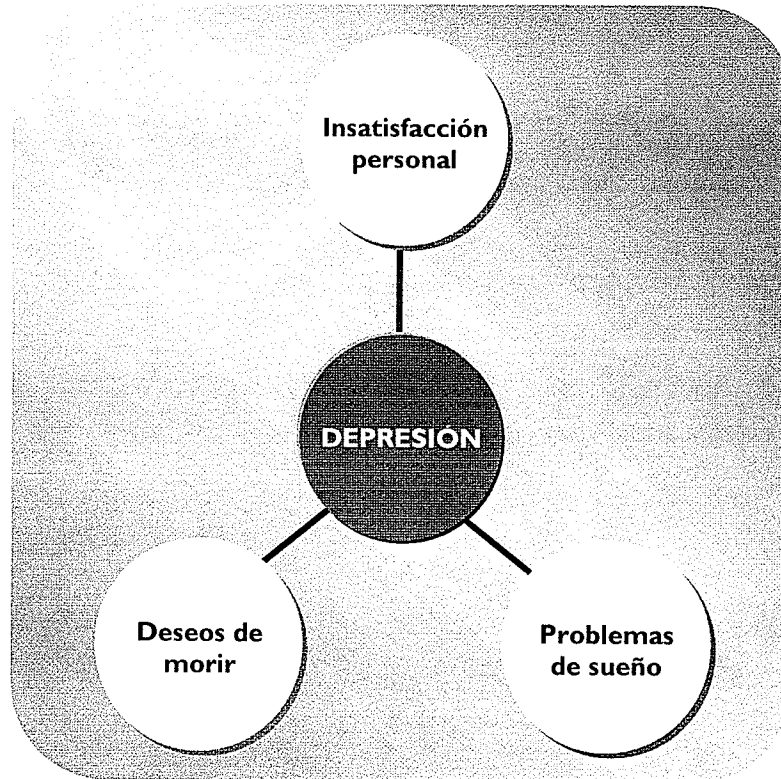 Insatisfacción
personal
DEPRESIÓN
Deseos de
morir
Problemas
de sueño